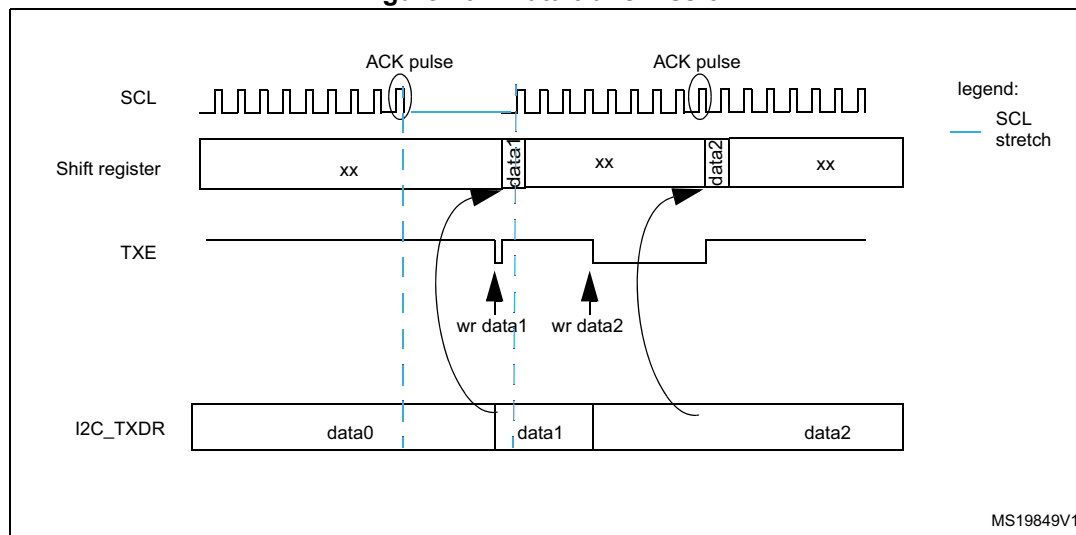 ACK pulse ACK pulse
legend:
SCL
SCL
stretch
Shift register
xx data1 xx data2 xx
TXE
wr data1 wr data2
I2C_TXDR
data0 data1 data2
MS19849V1